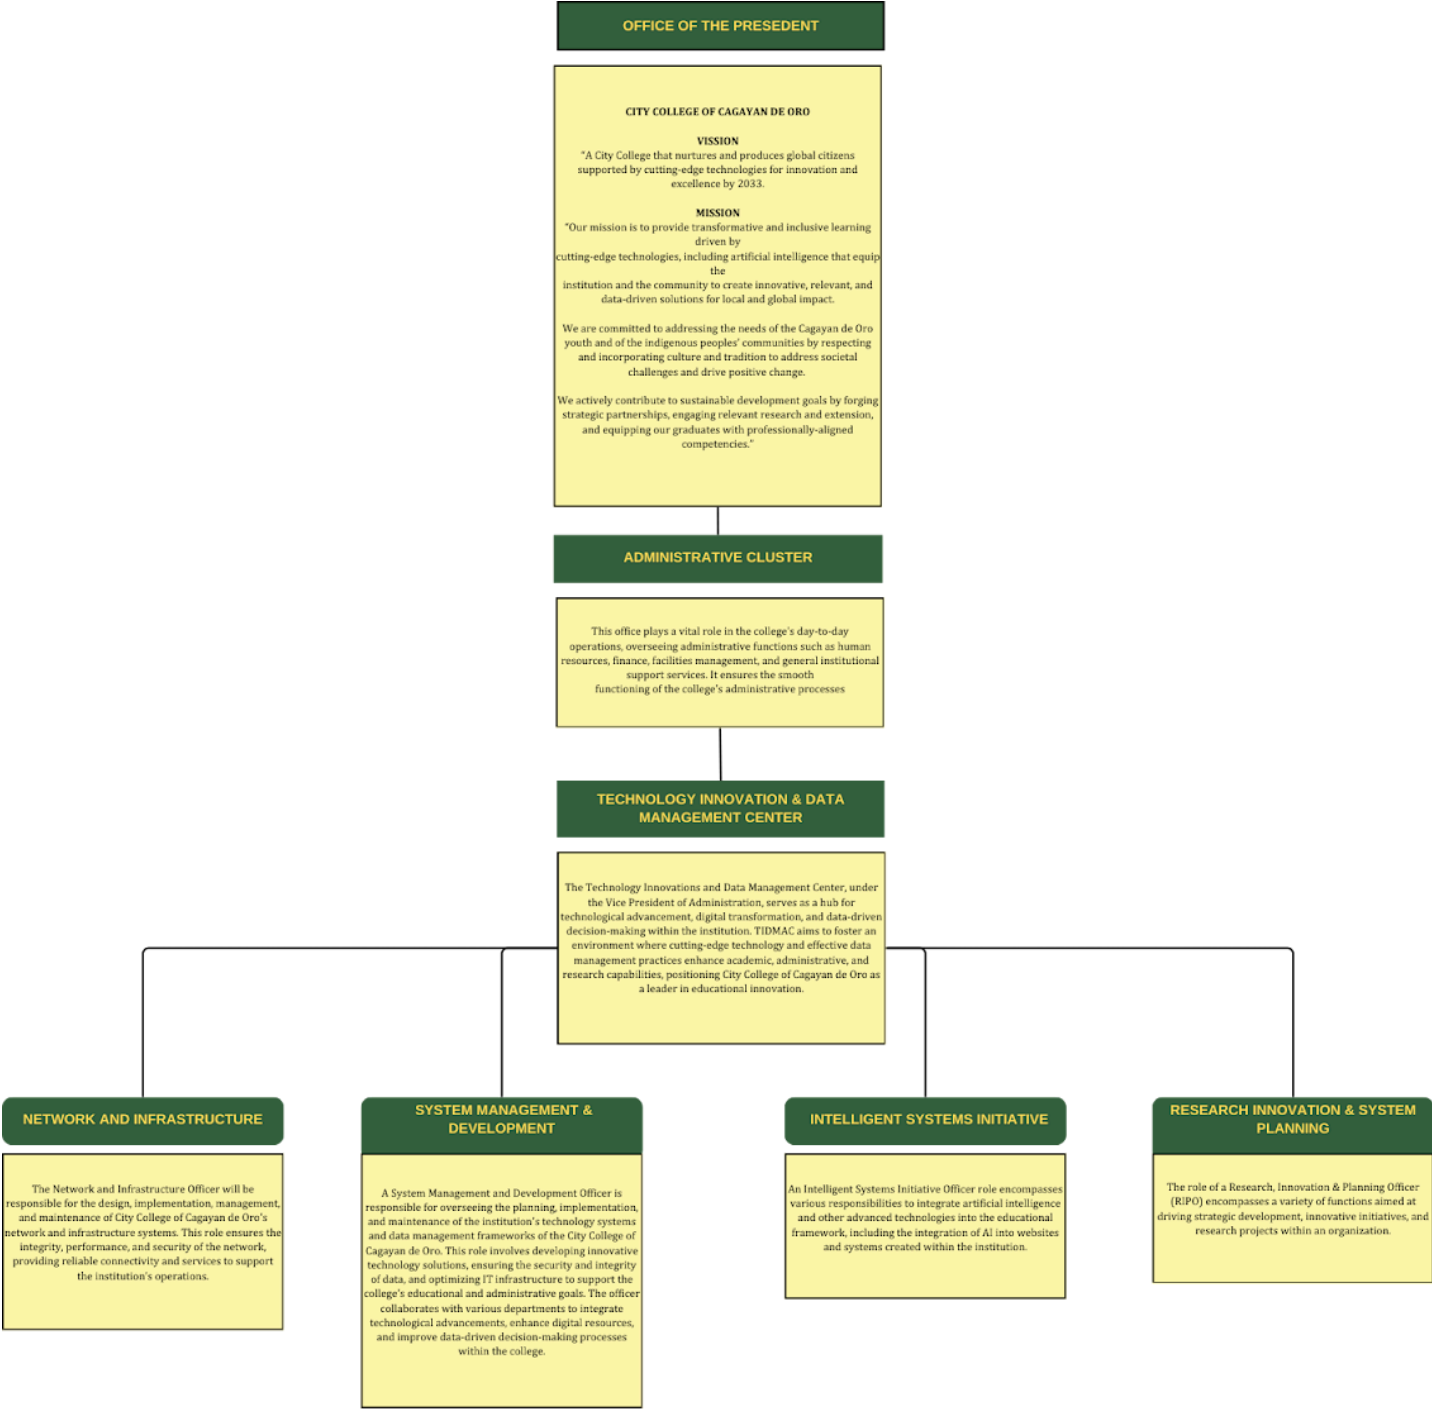 OFFICE OF THE PRESEDENT
CITY COLLEGE OF CAGAYAN DE ORO
VISSION
"A City College that nurtures and produces global citizens
supported by cutting-edge technologies for innovation and
excellence by 2033.
MISSION
"Our mission is to provide transformative and inclusive learning
driven by
cutting-edge technologies, including artificial intelligence that equip
the
institution and the community to create innovative, relevant, and
data-driven solutions for local and global impact.
We are committed to addressing the needs of the Cagayan de Oro
youth and of the indigenous peoples' communities by respecting
and incorporating culture and tradition to address societal
challenges and drive positive change.
We actively contribute to sustainable development goals by forging
strategic partnerships, engaging relevant research and extension,
and equipping our graduates with professionally-aligned
competencies."
ADMINISTRATIVE CLUSTER
This office plays a vital role in the college's day-to-day
operations, overseeing administrative functions such as human
resources, finance, facilities management, and general institutional
support services. It ensures the smooth
functioning of the college's administrative processes
TECHNOLOGY INNOVATION & DATA
MANAGEMENT CENTER
The Technology Innovations and Data Management Center, under
the Vice President of Administration, serves as a hub for
technological advancement, digital transformation, and data-driven
decision-making within the institution. TIDMAC aims to foster an
environment where cutting-edge technology and effective data
management practices enhance academic, administrative, and
research capabilities, positioning City College of Cagayan de Oro as
a leader in educational innovation.
NETWORK AND INFRASTRUCTURE
The Network and Infrastructure Officer will be
responsible for the design, implementation, management,
and maintenance of City College of Cagayan de Oro's
network and infrastructure systems. This role ensures the
integrity, performance, and security of the network,
providing reliable connectivity and services to support
the institution's operations.
SYSTEM MANAGEMENT &
DEVELOPMENT
A System Management and Development Officer is
responsible for overseeing the planning, implementation,
and maintenance of the institution's technology systems
and data management frameworks of the City College of
Cagayan de Oro. This role involves developing innovative
technology solutions, ensuring the security and integrity
of data, and optimizing IT infrastructure to support the
college's educational and administrative goals. The officer
collaborates with various departments to integrate
technological advancements, enhance digital resources,
and improve data-driven decision-making processes
within the college.
INTELLIGENT SYSTEMS INITIATIVE
An Intelligent Systems Initiative Officer role encompasses
various responsibilities to integrate artificial intelligence
and other advanced technologies into the educational
framework, including the integration of AI into websites
and systems created within the institution.
RESEARCH INNOVATION & SYSTEM
PLANNING
The role of a Research, Innovation & Planning Officer
(RIPO) encompasses a variety of functions aimed at
driving strategic development, innovative initiatives, and
research projects within an organization.